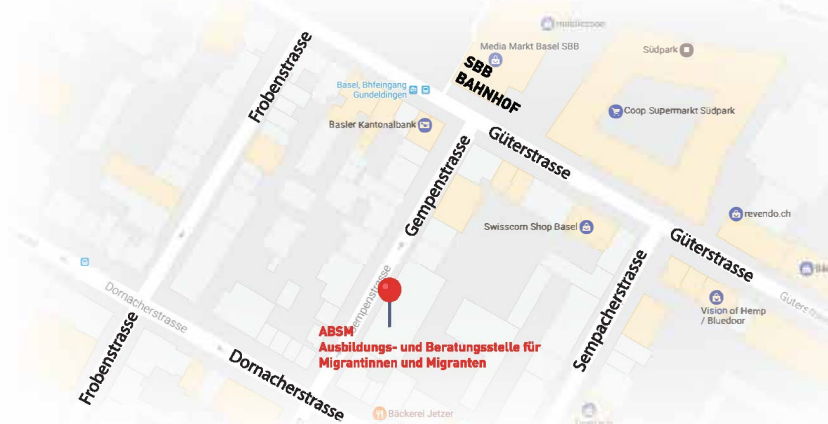 Media Markt Basel SBB
Südpark
SBB
BAHNHOF
Frobenstrasse
Basel, Bhfeingang
Gundeldingen
Coop Supermarkt Südpark
Basler Kantonalbank
Güterstrasse
Gempenstrasse
revendo.ch
Swisscom Shop Basel
Güterstrasse
Sempacherstrasse
Dornacherstrasse
Vision of Hemp
/ Bluedoor
ABSM
Ausbildungs- und Beratungsstelle für
Migrantinnen und Migranten
Frobenstrasse
Dornacherstrasse
Bäckerei Jetzer